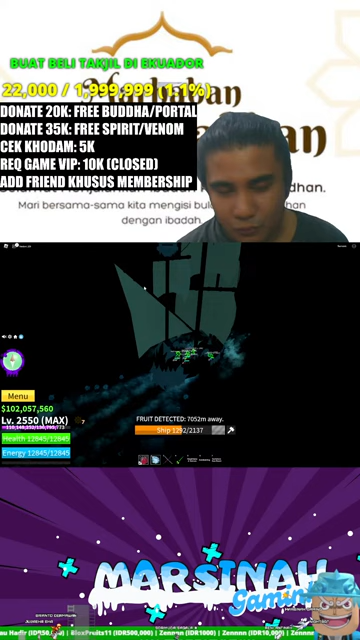 BUAT BELI TAKJIL DI EKUADOR
22,000 / 1,999,999 (1.1%)
DONATE 20K: FREE BUDDHA/PORTAL
DONATE 35K: FREE SPIRIT/VENOM
CEK KHODAM: 5K
REQ GAME VIP: 10K (CLOSED)
ADD FRIEND KHUSUS MEMBERSHIP
Mari bersama-sama kita mengisi
dengan ibadah.
Menu
$102,057,560
Lv. 2550 (MAX)
Health 12845/12845
Energy 12845/12845
FRUIT DETECTED: 7052m away.
Ship 1292/2137
MARSINAU
Gaming
(IDR500,000) | Zennnn (IDR1000) | Zennnn (IDR10,000) | Zennnn